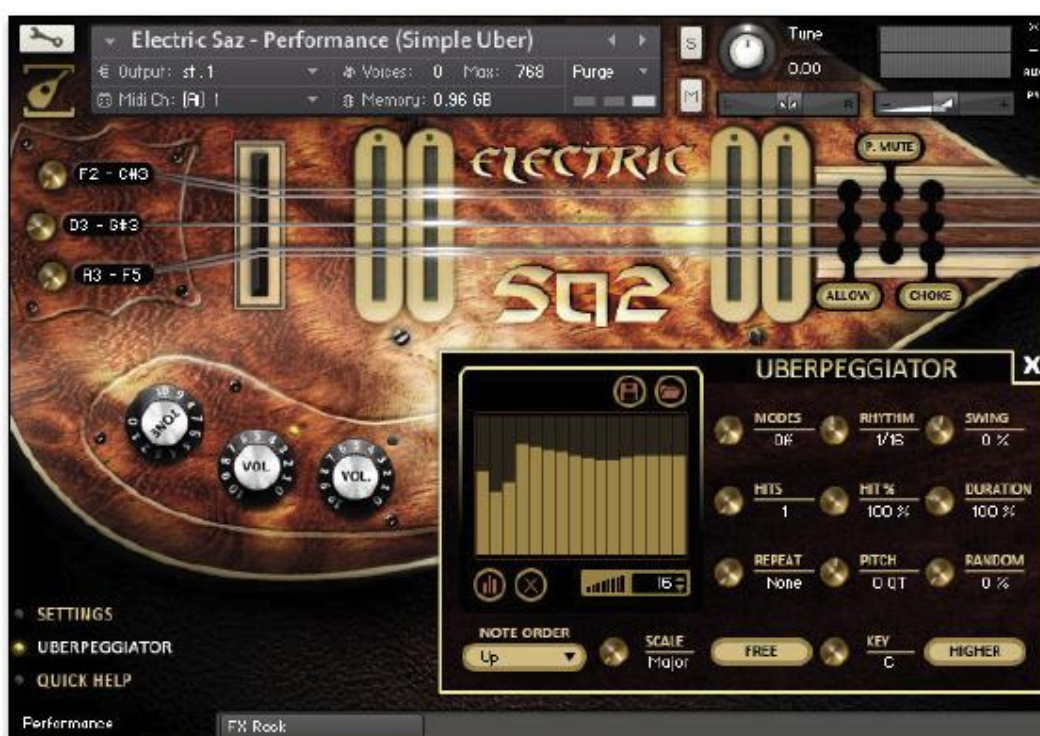 Electric Saz - Performance (Simple Uber)
Output: st.1
Voices: 0 Max: 768
Purge
Midi Ch: [A] 1
Memory: 0.96 GB
S
M
Tune
0.00
L
R
-
+
F2 - C#3
D3 - G#3
A3 - F5
ELECTRIC
SaZ
P. MUTE
ALLOW
CHOKE
TONE
VOL
VOL.
UBERPEGGIATOR
X
MODES
Off
RHYTHM
1/16
SWING
0 %
HITS
1
HIT %
100 %
DURATION
100 %
REPEAT
None
PITCH
0 QT
RANDOM
0 %
16
NOTE ORDER
Up
SCALE
Major
FREE
KEY
C
HIGHER
SETTINGS
UBERPEGGIATOR
QUICK HELP
Performance
FX Rack